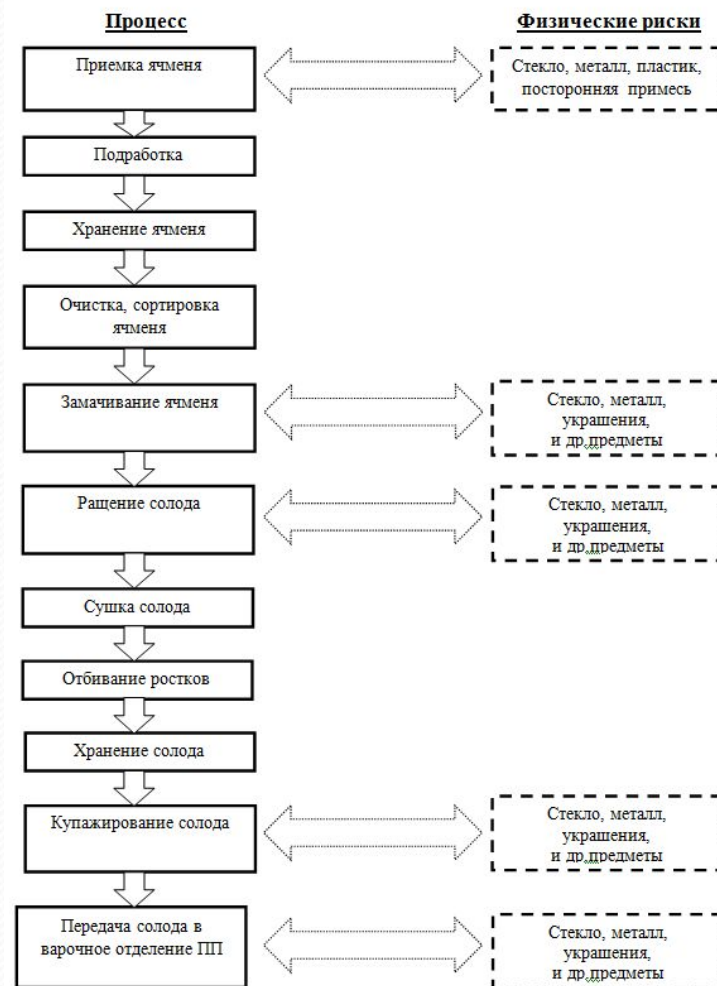 Процесс
Физические риски
Приемка ячменя
Стекло, металл, пластик,
посторонняя примесь
Подработка
Хранение ячменя
Очистка, сортировка
ячменя
Замачивание ячменя
Стекло, металл,
украшения,
и др.предметы
Ращение солода
Стекло, металл,
украшения,
и др.предметы
Сушка солода
Отбивание ростков
Хранение солода
Купажирование солода
Стекло, металл,
украшения,
и др.предметы
Передача солода в
варочное отделение ПП
Стекло, металл,
украшения,
и др.предметы